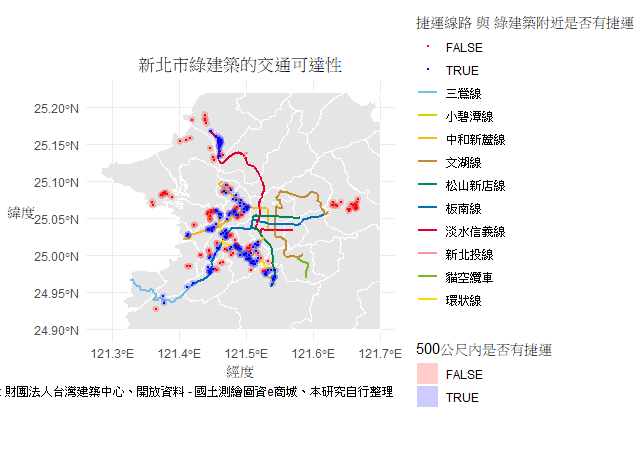 新北市綠建築的交通可達性
25.20°N
25.15°N
25.10°N
25.05°N
25.00°N
24.95°N
24.90°N
緯度
121.3°E 121.4°E 121.5°E 121.6°E 121.7°E
經度
: 財團法人台灣建築中心、開放資料 - 國土測繪圖資e商城、本研究自行整理
捷運線路 與 綠建築附近是否有捷運
FALSE
TRUE
三鶯線
小碧潭線
中和新蘆線
文湖線
松山新店線
板南線
淡水信義線
新北投線
貓空纜車
環狀線
500公尺內是否有捷運
FALSE
TRUE